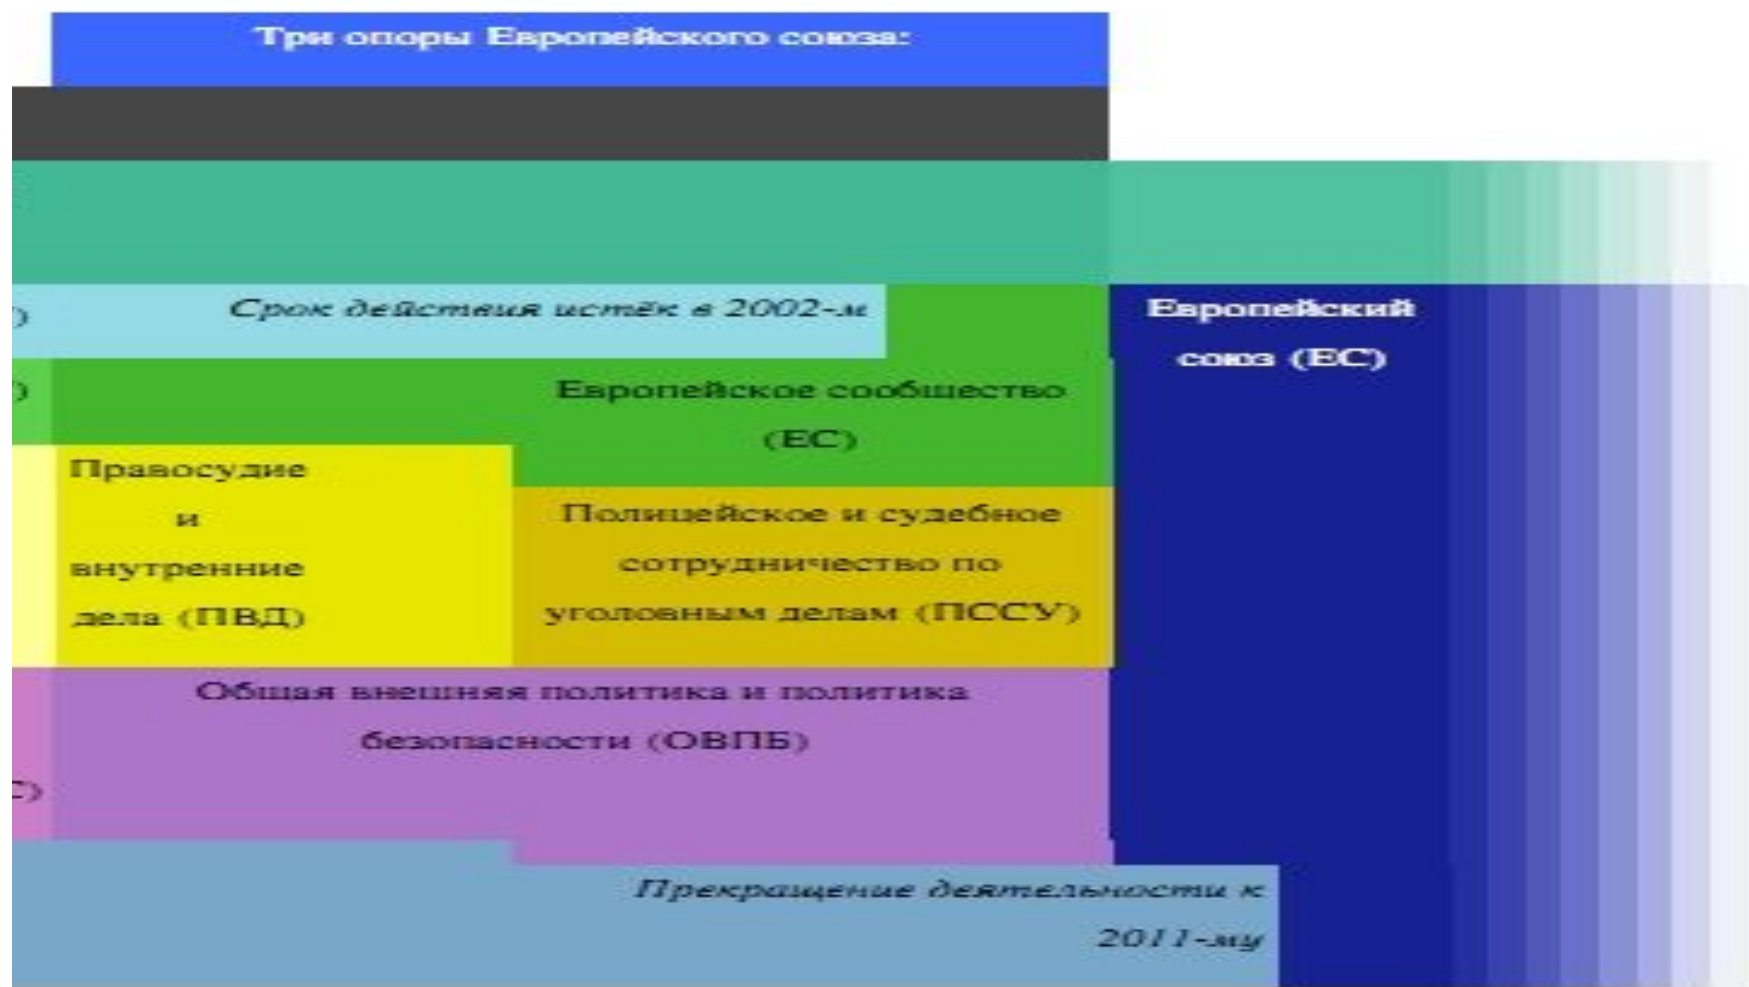 Три опоры Европейского союза:
)
Срок действия истёк в 2002-м
Европейский
союз (ЕС)
)
Европейское сообщество
(ЕС)
Правосудие
и
внутренние
дела (ПВД)
Полицейское и судебное
сотрудничество по
уголовным делам (ПССУ)
Общая внешняя политика и политика
безопасности (ОВПБ)
С)
Прекращение деятельности к
2011-му